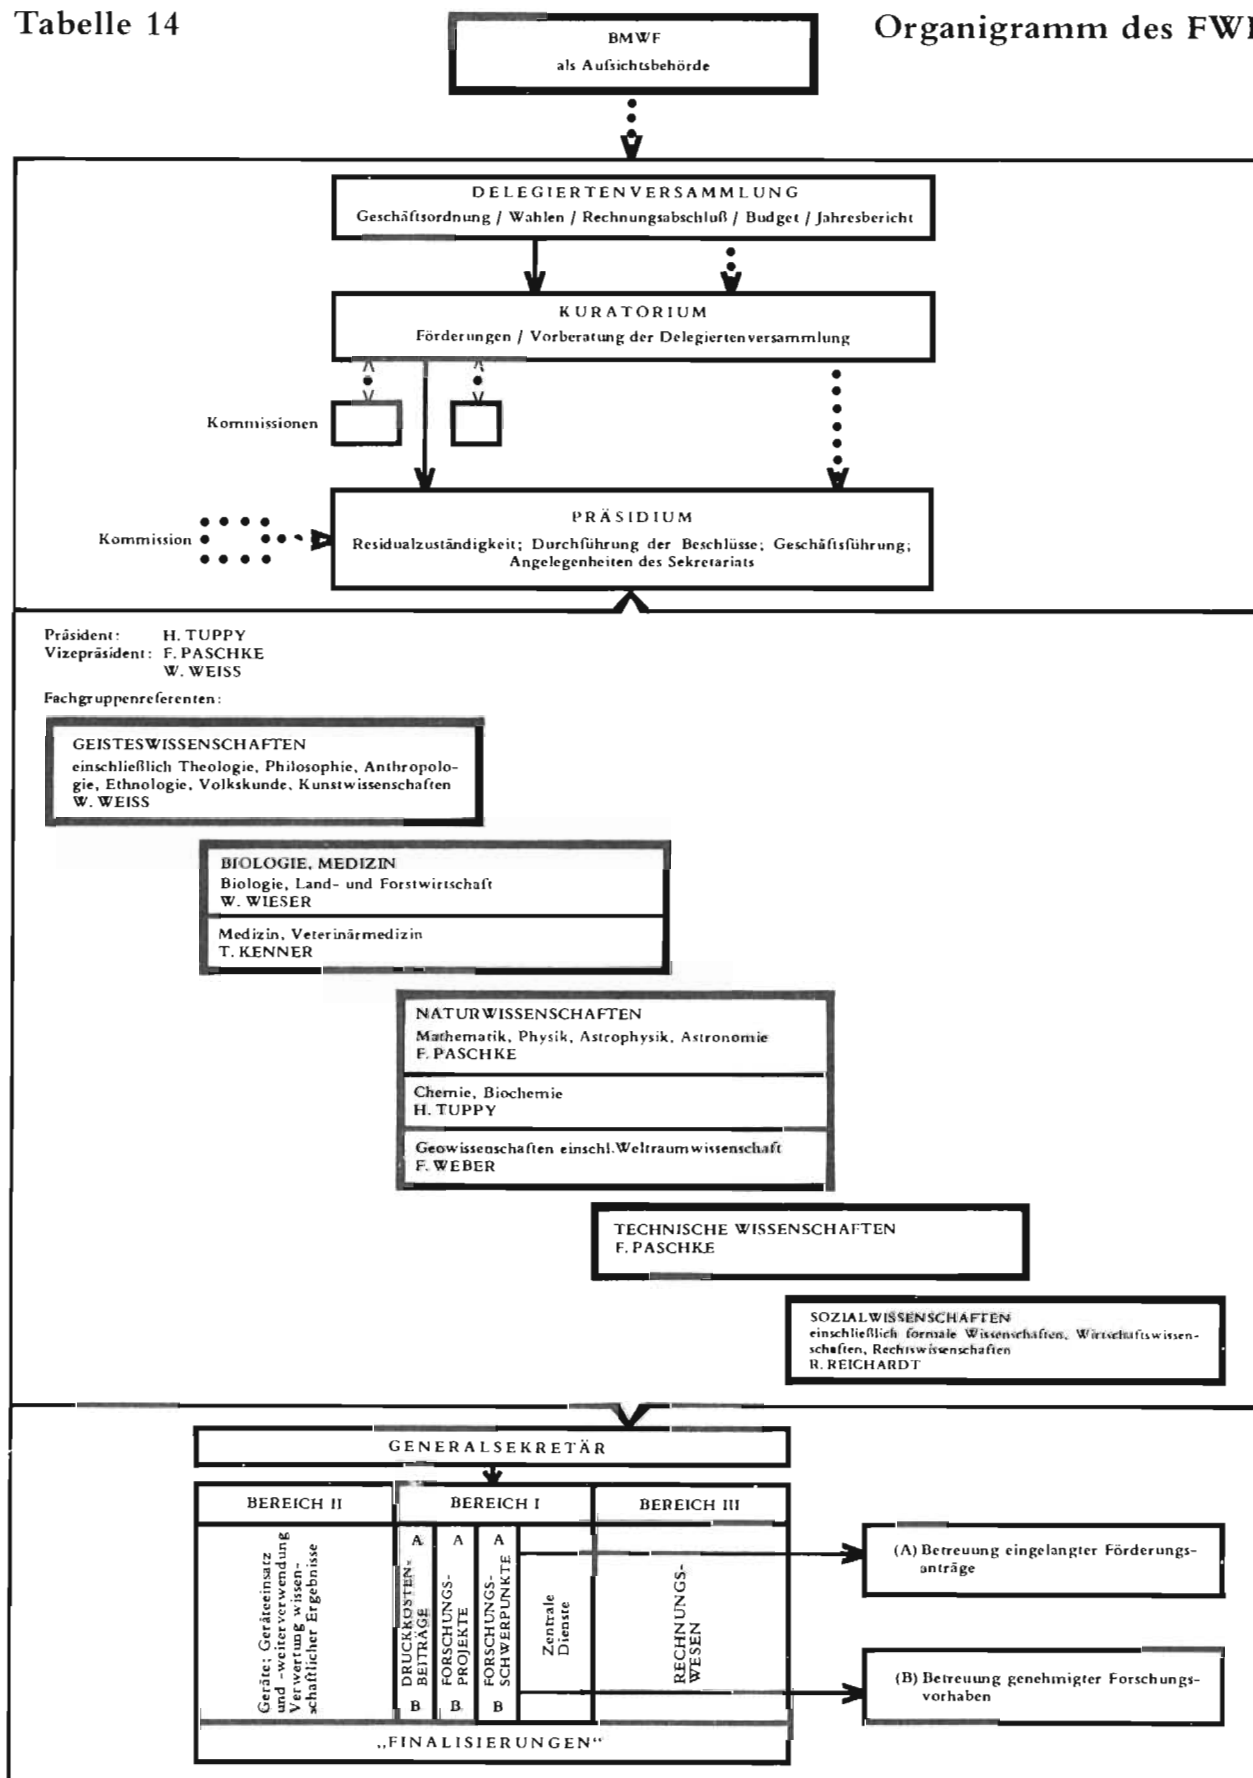 Tabelle 14
Organigramm des FWF
BMWF
als Aufsichtsbehörde
DELEGIERTENVERSAMMLUNG
Geschäftsordnung / Wahlen / Rechnungsabschluß / Budget / Jahresbericht
KURATORIUM
Förderungen / Vorberatung der Delegiertenversammlung
Kommissionen
PRÄSIDIUM
Residualzuständigkeit; Durchführung der Beschlüsse; Geschäftsführung;
Angelegenheiten des Sekretariats
Kommission
Präsident: H. TUPPY
Vizepräsident: F. PASCHKE
W. WEISS
Fachgruppenreferenten:
GEISTESWISSENSCHAFTEN
einschließlich Theologie, Philosophie, Anthropolo-
gie, Ethnologie, Volkskunde, Kunstwissenschaften
W. WEISS
BIOLOGIE, MEDIZIN
Biologie, Land- und Forstwirtschaft
W. WIESER
Medizin, Veterinärmedizin
T. KENNER
NATURWISSENSCHAFTEN
Mathematik, Physik, Astrophysik, Astronomie
F. PASCHKE
Chemie, Biochemie
H. TUPPY
Geowissenschaften einschl. Weltraumwissenschaft
F. WEBER
TECHNISCHE WISSENSCHAFTEN
F. PASCHKE
SOZIALWISSENSCHAFTEN
einschließlich formale Wissenschaften, Wirtschaftswissen-
schaften, Rechtswissenschaften
R. REICHARDT
GENERALSEKRETÄR
BEREICH II
BEREICH I
BEREICH III
Geräte; Geräteeinsatz
und -weiterverwendung
Verwertung wissen-
schaftlicher Ergebnisse
A
DRUCKKOSTEN-
BEITRÄGE
B
A
FORSCHUNGS-
PROJEKTE
B
A
FORSCHUNGS-
SCHWERPUNKTE
B
Zentrale
Dienste
RECHNUNGS-
WESEN
(A) Betreuung eingelangter Förderungs-
anträge
(B) Betreuung genehmigter Forschungs-
vorhaben
„FINALISIERUNGEN“